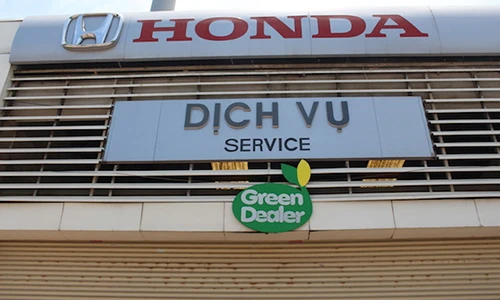 HONDA
DỊCH VỤ
SERVICE
Green
Dealer